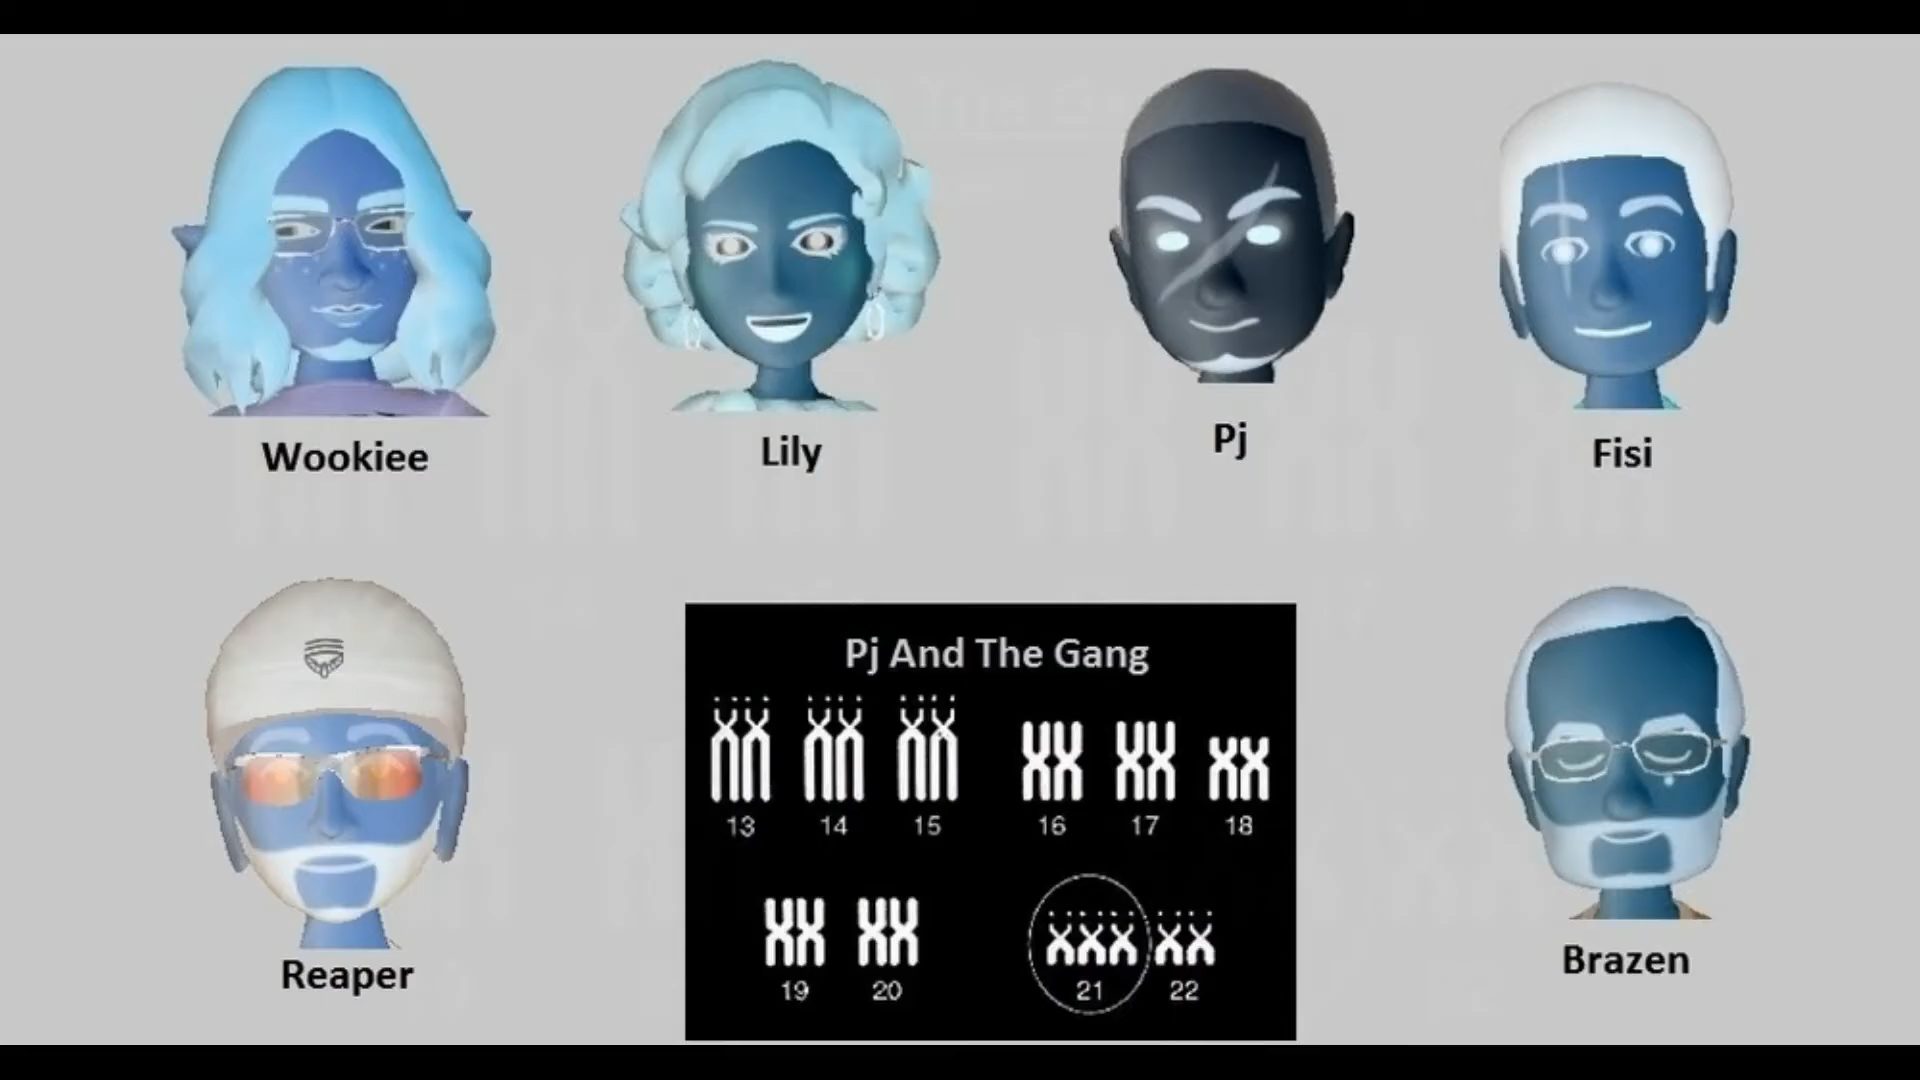 Wookiee
Lily
Pj
Fisi
Reaper
Pj And The Gang
13 14 15 16 17 18
19 20 21 22
Brazen